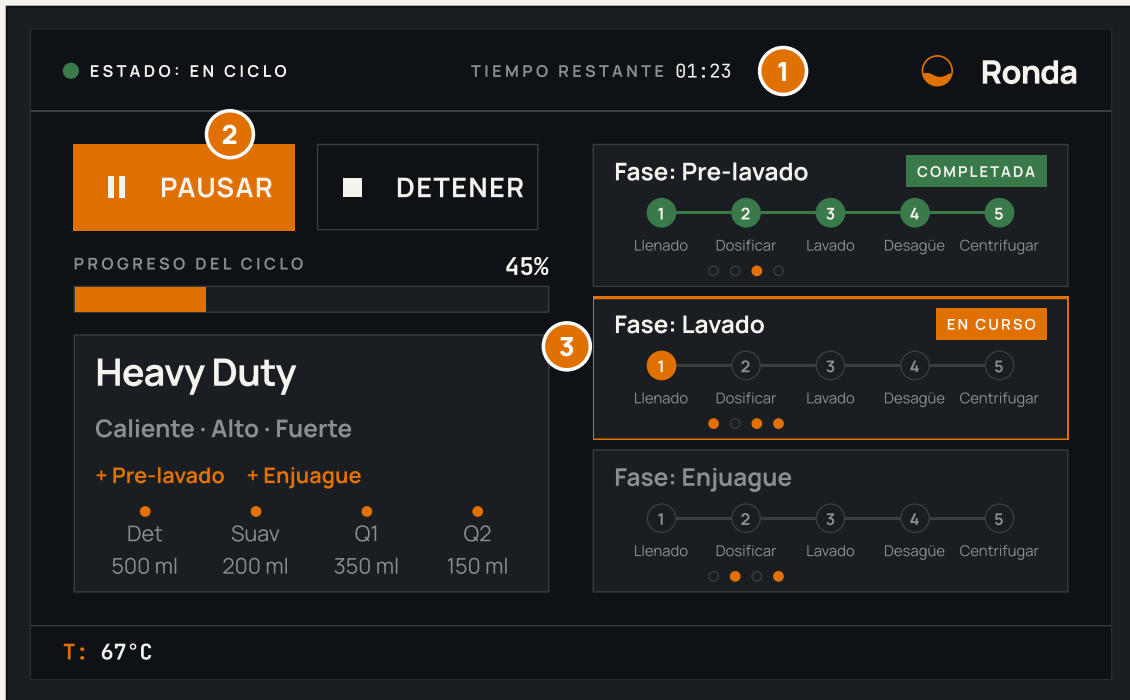 ESTADO: EN CICLO
TIEMPO RESTANTE 01:23
1
Ronda
2
PAUSAR
DETENER
PROGRESO DEL CICLO
45%
Heavy Duty
Caliente · Alto · Fuerte
+ Pre-lavado + Enjuague
Det Suav Q1 Q2
500 ml 200 ml 350 ml 150 ml
3
Fase: Pre-lavado
COMPLETADA
1 2 3 4 5
Llenado Dosificar Lavado Desagüe Centrifugar
Fase: Lavado
EN CURSO
1 2 3 4 5
Llenado Dosificar Lavado Desagüe Centrifugar
Fase: Enjuague
1 2 3 4 5
Llenado Dosificar Lavado Desagüe Centrifugar
T: 67°C